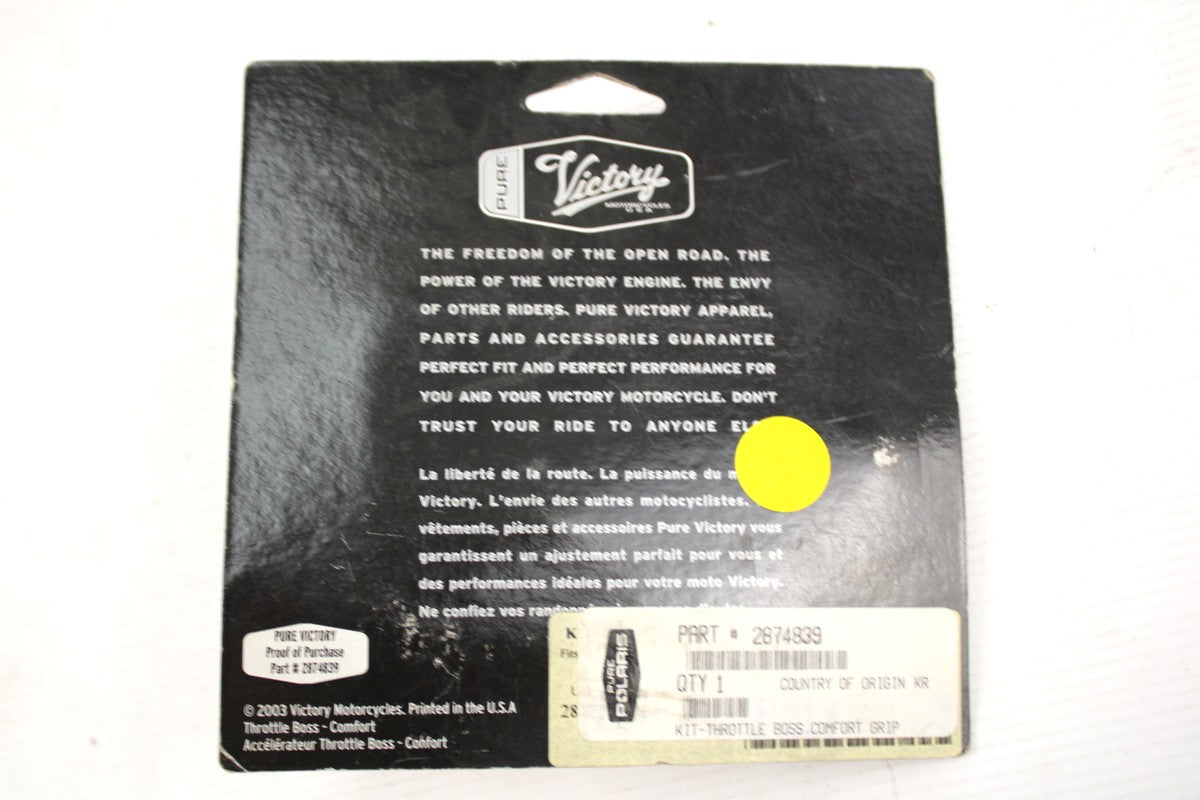 PURE
Victory
MOTORCYCLES
USA
THE FREEDOM OF THE OPEN ROAD. THE
POWER OF THE VICTORY ENGINE. THE ENVY
OF OTHER RIDERS. PURE VICTORY APPAREL,
PARTS AND ACCESSORIES GUARANTEE
PERFECT FIT AND PERFECT PERFORMANCE FOR
YOU AND YOUR VICTORY MOTORCYCLE. DON'T
TRUST YOUR RIDE TO ANYONE
La liberté de la route. La puissance du
Victory. L'envie des autres motocyclistes.
vêtements, pièces et accessoires Pure Victory vous
garantissent un ajustement parfait pour vous et
des performances idéales pour votre moto Victory.
Ne confiez vos
PURE VICTORY
Proof of Purchase
Part # 2874839
© 2003 Victory Motorcycles. Printed in the U.S.A
Throttle Boss - Comfort
Accélérateur Throttle Boss - Confort
K
Fits
28
PURE
POLARIS
PART # 2874839
QTY 1 COUNTRY OF ORIGIN KR
KIT-THROTTLE BOSS,COMFORT GRIP